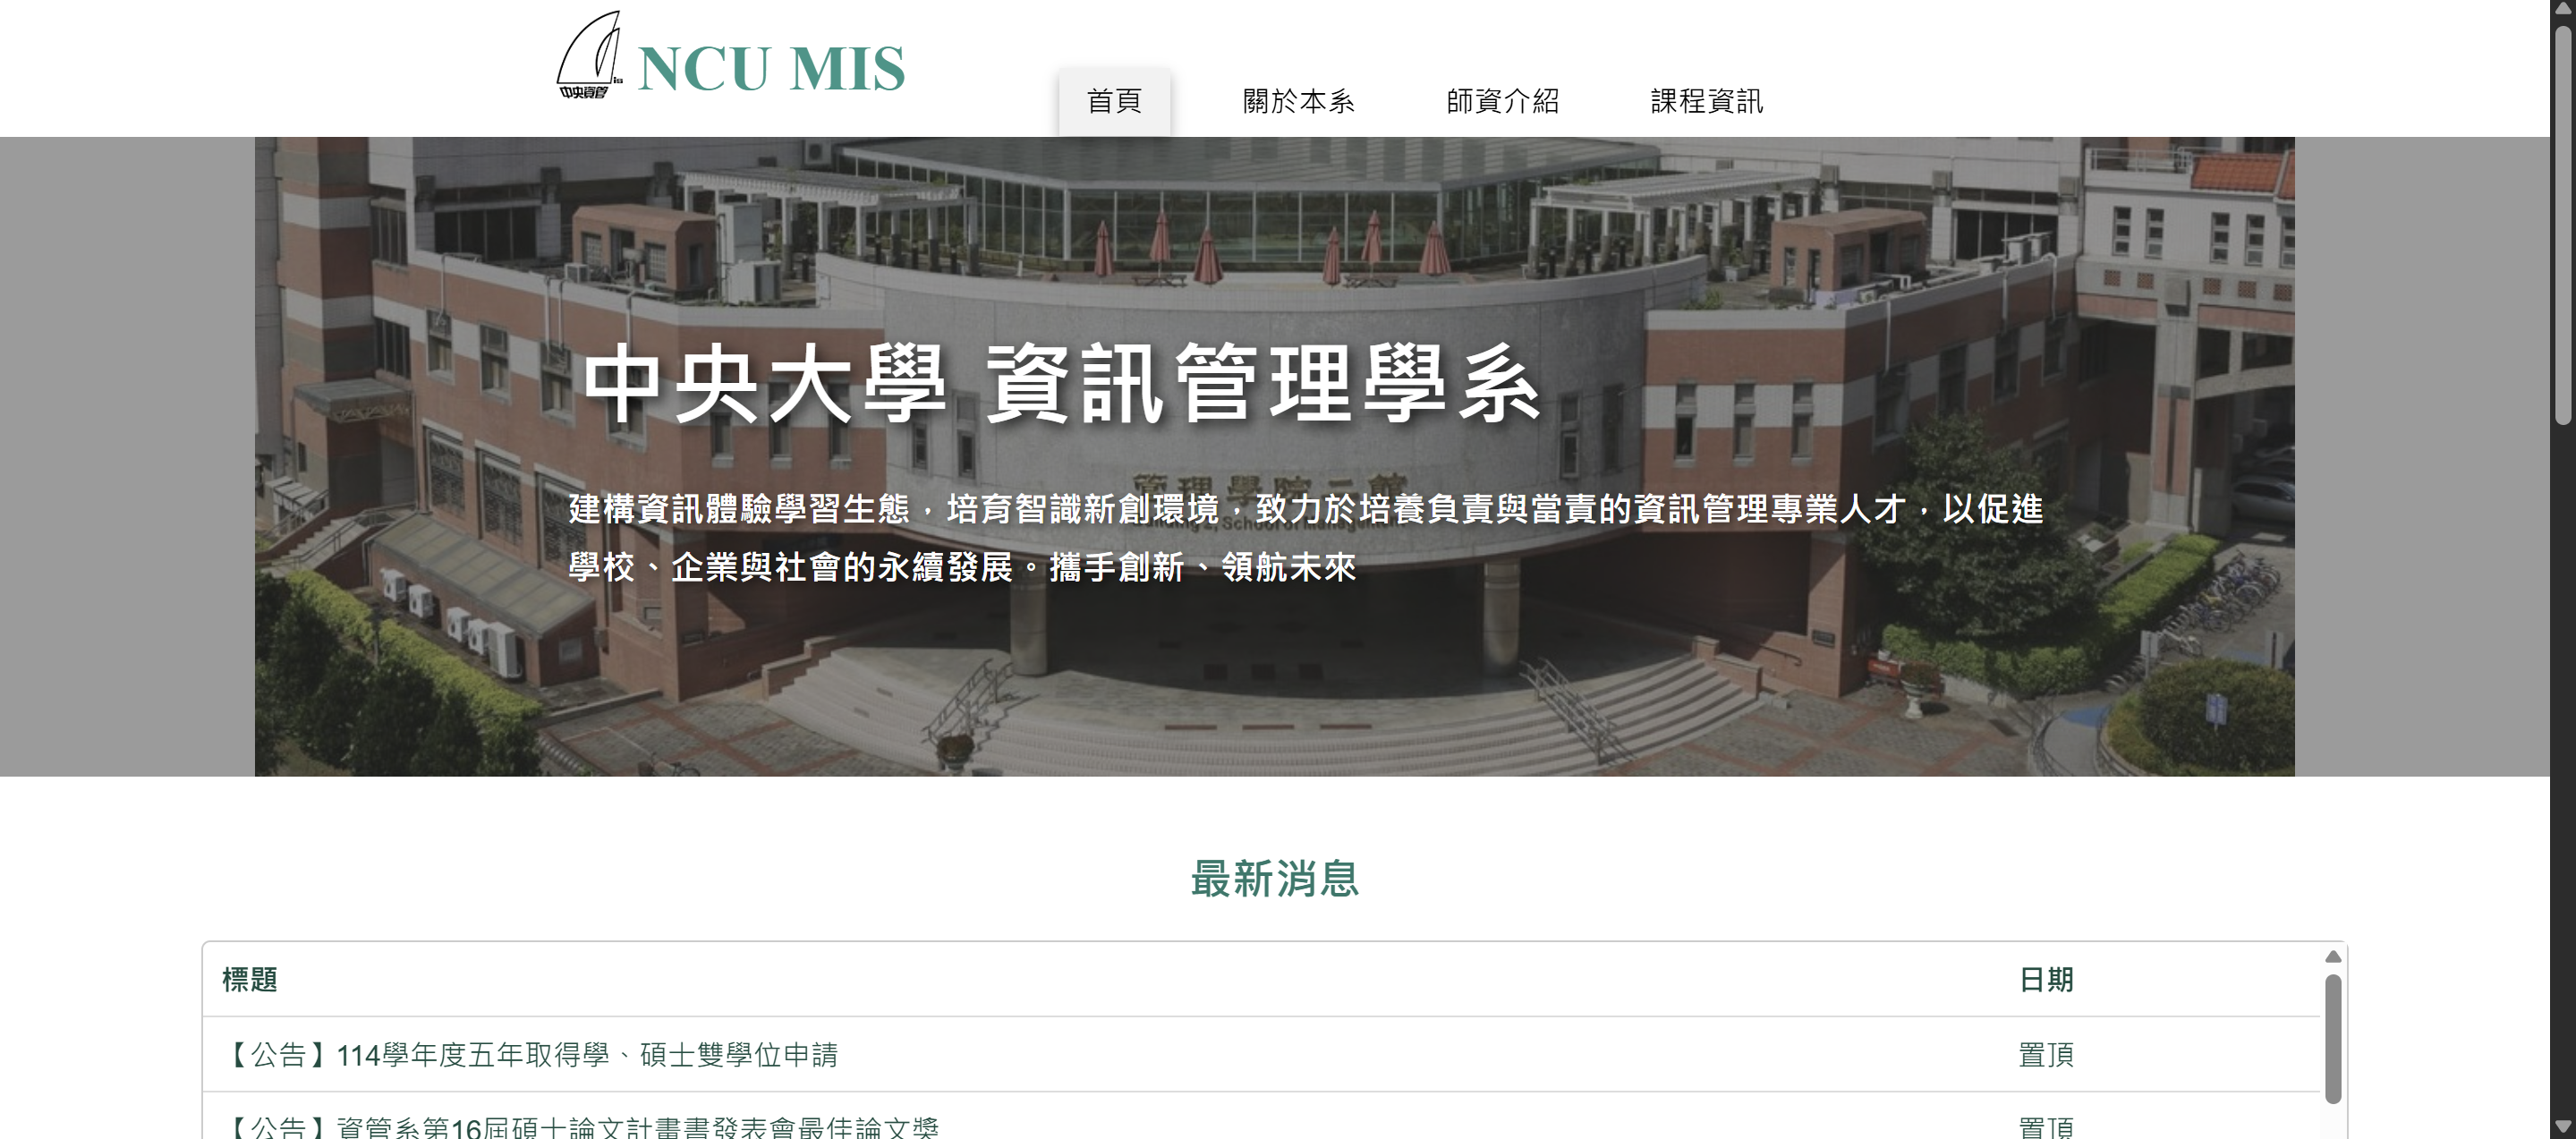 中央資管
NCU MIS
首頁
關於本系
師資介紹
課程資訊
中央大學 資訊管理學系
管理學院二館
建構資訊體驗學習生態，培育智識新創環境，致力於培養負責與當責的資訊管理專業人才，以促進
學校、企業與社會的永續發展。攜手創新、領航未來
最新消息
標題
日期
【公告】114學年度五年取得學、碩士雙學位申請
置頂
【公告】資管系第16屆碩士論文計畫書發表會最佳論文獎
置頂